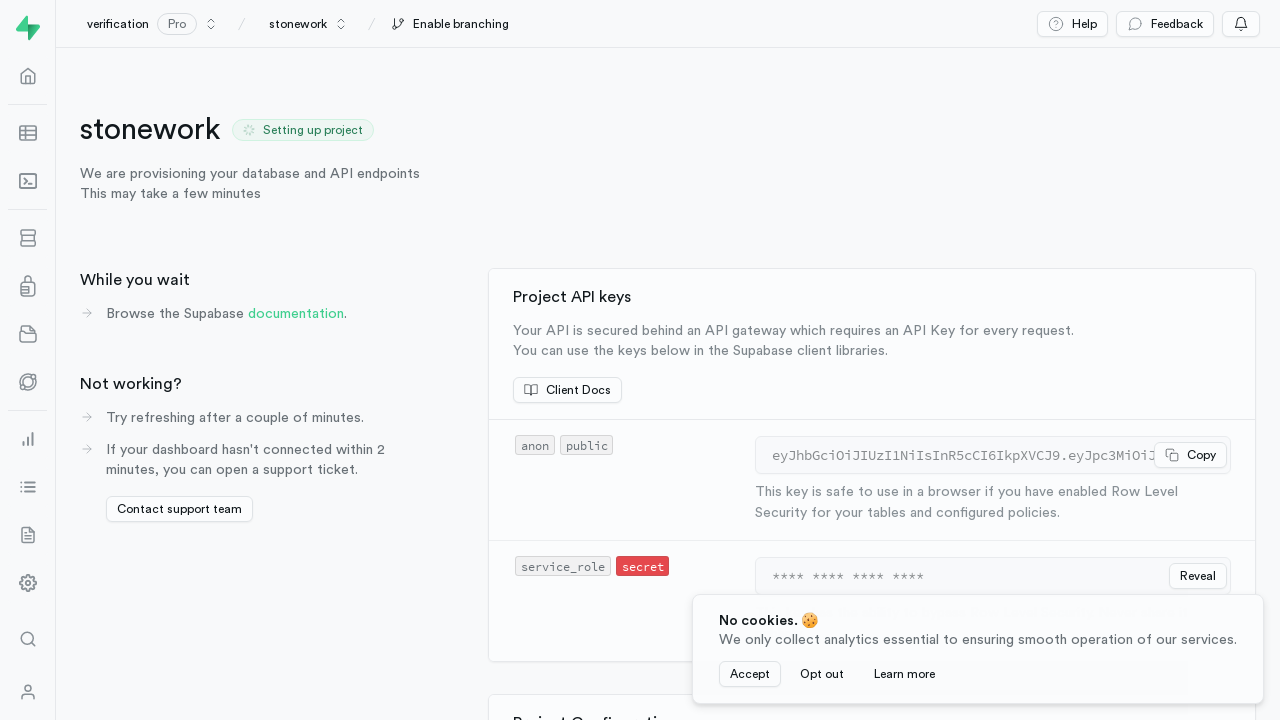 verification Pro / stonework / Enable branching Help Feedback
stonework Setting up project
We are provisioning your database and API endpoints
This may take a few minutes
While you wait
Browse the Supabase documentation.
Not working?
Try refreshing after a couple of minutes.
If your dashboard hasn't connected within 2
minutes, you can open a support ticket.
Contact support team
Project API keys
Your API is secured behind an API gateway which requires an API Key for every request.
You can use the keys below in the Supabase client libraries.
Client Docs
anon public
eyJhbGciOiJIUzI1NiIsInR5cCI6IkpXVCJ9.eyJpc3MiOiJ Copy
This key is safe to use in a browser if you have enabled Row Level
Security for your tables and configured policies.
service_role secret
**** **** **** **** Reveal
No cookies. 🍪
We only collect analytics essential to ensuring smooth operation of our services.
Accept Opt out Learn more